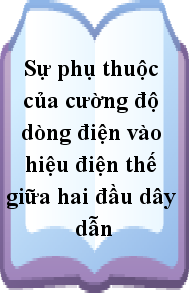 Sự phụ thuộc
của cường độ
dòng điện vào
hiệu điện thế
giữa hai đầu dây
dẫn